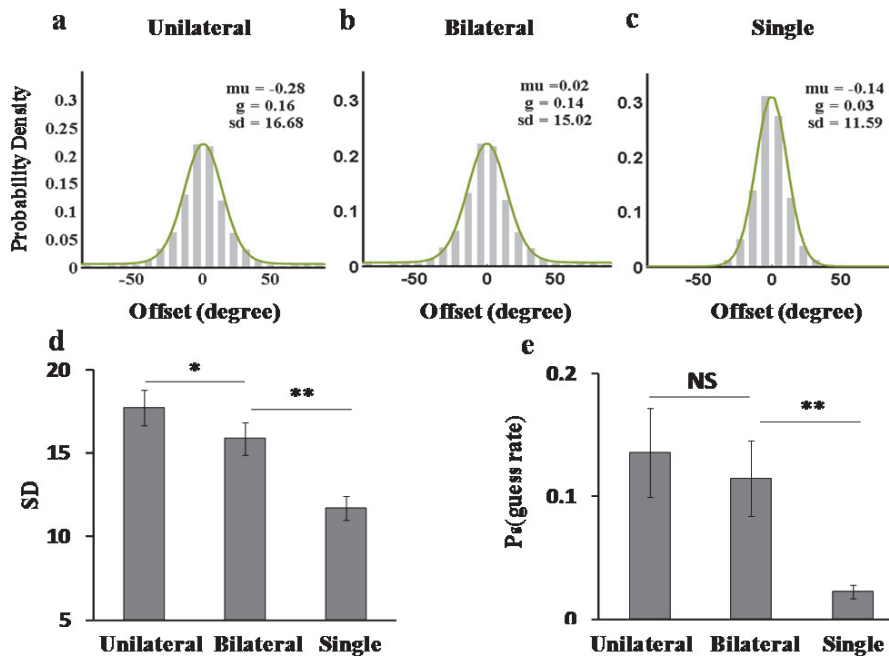 a Unilateral
mu = -0.28
g = 0.16
sd = 16.68
Probability Density
0.3
0.25
0.2
0.15
0.1
0.05
0
-50 0 50
Offset (degree)
b Bilateral
mu =0.02
g = 0.14
sd = 15.02
0.3
0.2
0.1
0
-50 0 50
Offset (degree)
c Single
mu = -0.14
g = 0.03
sd = 11.59
0.3
0.2
0.1
0
-50 0 50
Offset (degree)
d
20
15
10
5
SD
* **
Unilateral Bilateral Single
e
0.2
0.1
0
Pg(guess rate)
NS **
Unilateral Bilateral Single